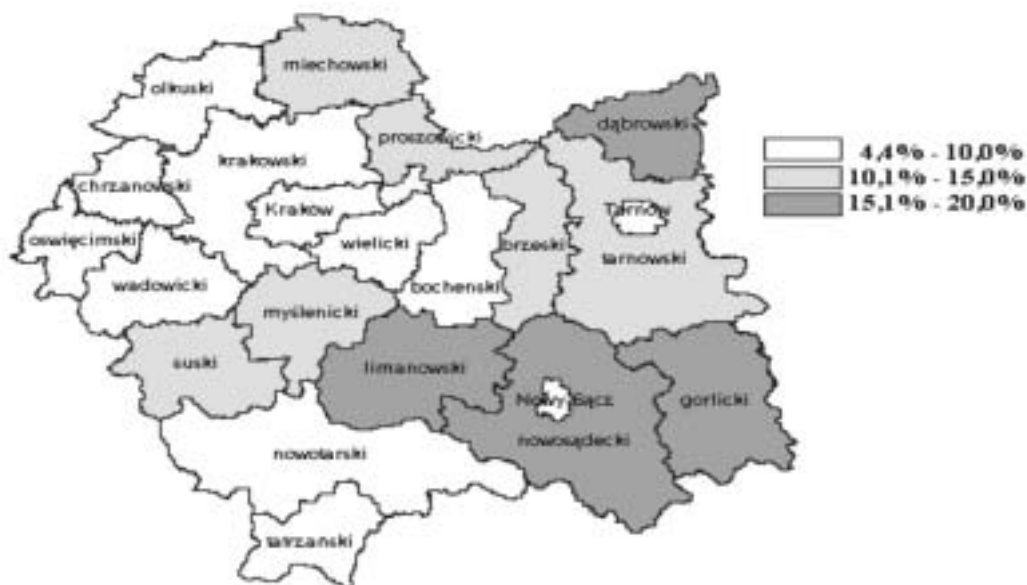 miechowski
olkuski
dąbrowski
proszowicki
4,4% - 10,0%
krakowski
10,1% - 15,0%
chrzanowski
15,1% - 20,0%
Kraków
Tarnów
oświęcimski
wielicki
brzeski
tarnowski
wadowicki
bocheński
myślenicki
suski
limanowski
Nowy Sącz
gorlicki
nowosądecki
nowotarski
tatrzański